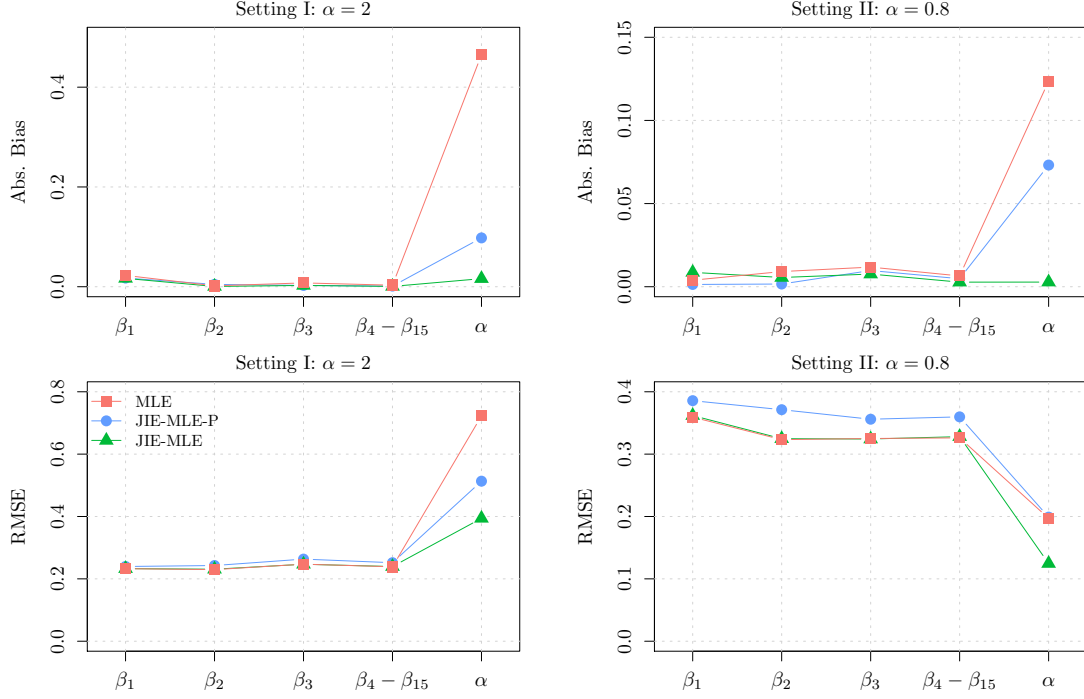 Setting I: α = 2
Abs. Bias
0.4
0.2
0.0
β1 β2 β3 β4 − β15 α
Setting II: α = 0.8
Abs. Bias
0.15
0.10
0.05
0.00
β1 β2 β3 β4 − β15 α
Setting I: α = 2
RMSE
0.8
0.6
0.4
0.2
0.0
MLE
JIE-MLE-P
JIE-MLE
β1 β2 β3 β4 − β15 α
Setting II: α = 0.8
RMSE
0.4
0.3
0.2
0.1
0.0
β1 β2 β3 β4 − β15 α